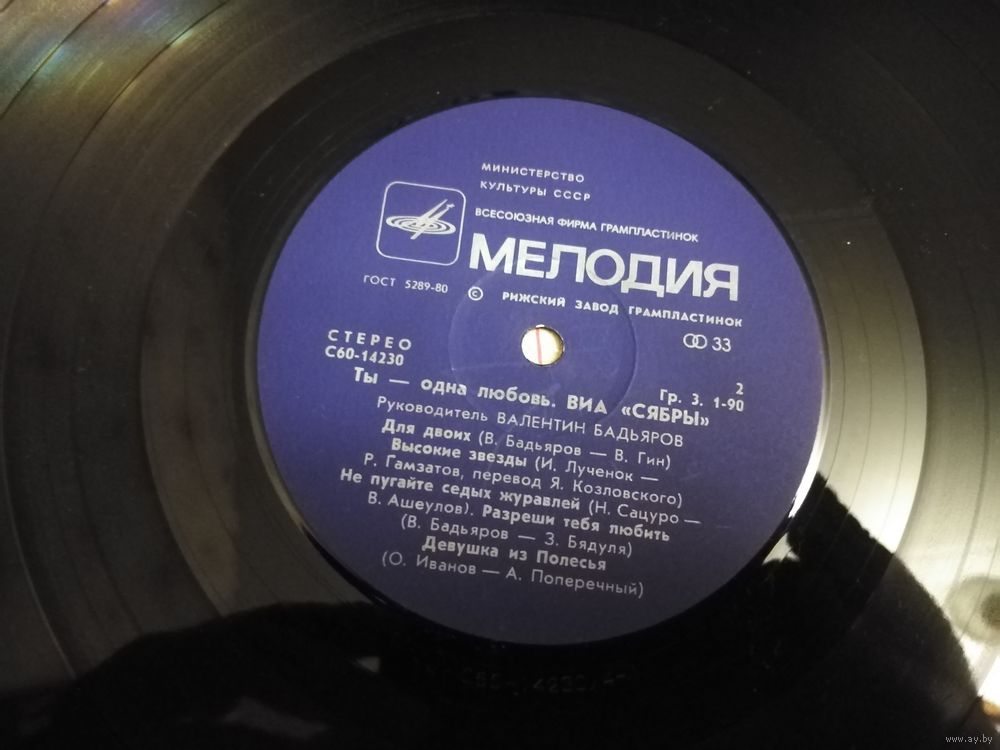 МИНИСТЕРСТВО
КУЛЬТУРЫ СССР
ВСЕСОЮЗНАЯ ФИРМА ГРАМПЛАСТИНОК
МЕЛОДИЯ
ГОСТ 5289-80 © РИЖСКИЙ ЗАВОД ГРАМПЛАСТИНОК
33
СТЕРЕО
С60-14230
2
Гр. 3. 1-90
Ты — одна любовь. ВИА «СЯБРЫ»
Руководитель ВАЛЕНТИН БАДЬЯРОВ
Для двоих (В. Бадьяров — В. Гин)
Высокие звезды (И. Лученок —
Р. Гамзатов, перевод Я. Козловского)
Не пугайте седых журавлей (Н. Сацуро —
В. Ашеулов). Разреши тебя любить
(В. Бадьяров — З. Бядуля)
Девушка из Полесья
(О. Иванов — А. Поперечный)
www.ay.by